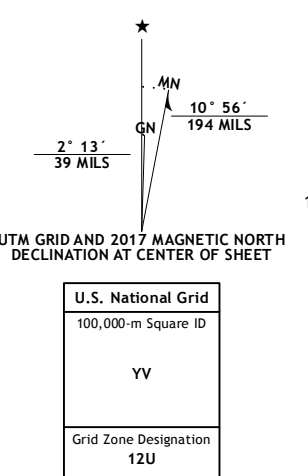 ★
MN
GN
10° 56´
194 MILS
2° 13´
39 MILS
UTM GRID AND 2017 MAGNETIC NORTH
DECLINATION AT CENTER OF SHEET
U.S. National Grid
100,000-m Square ID
YV
Grid Zone Designation
12U